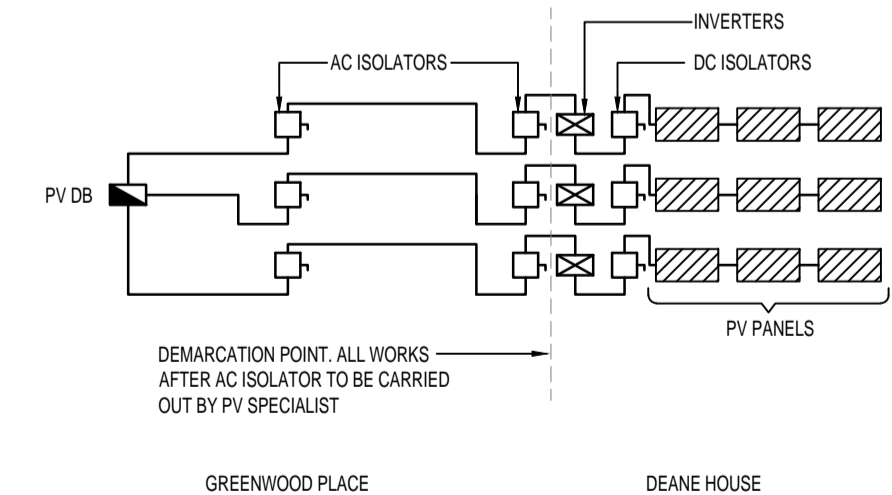 INVERTERS
AC ISOLATORS
DC ISOLATORS
PV DB
PV PANELS
DEMARCATION POINT. ALL WORKS
AFTER AC ISOLATOR TO BE CARRIED
OUT BY PV SPECIALIST
GREENWOOD PLACE
DEANE HOUSE